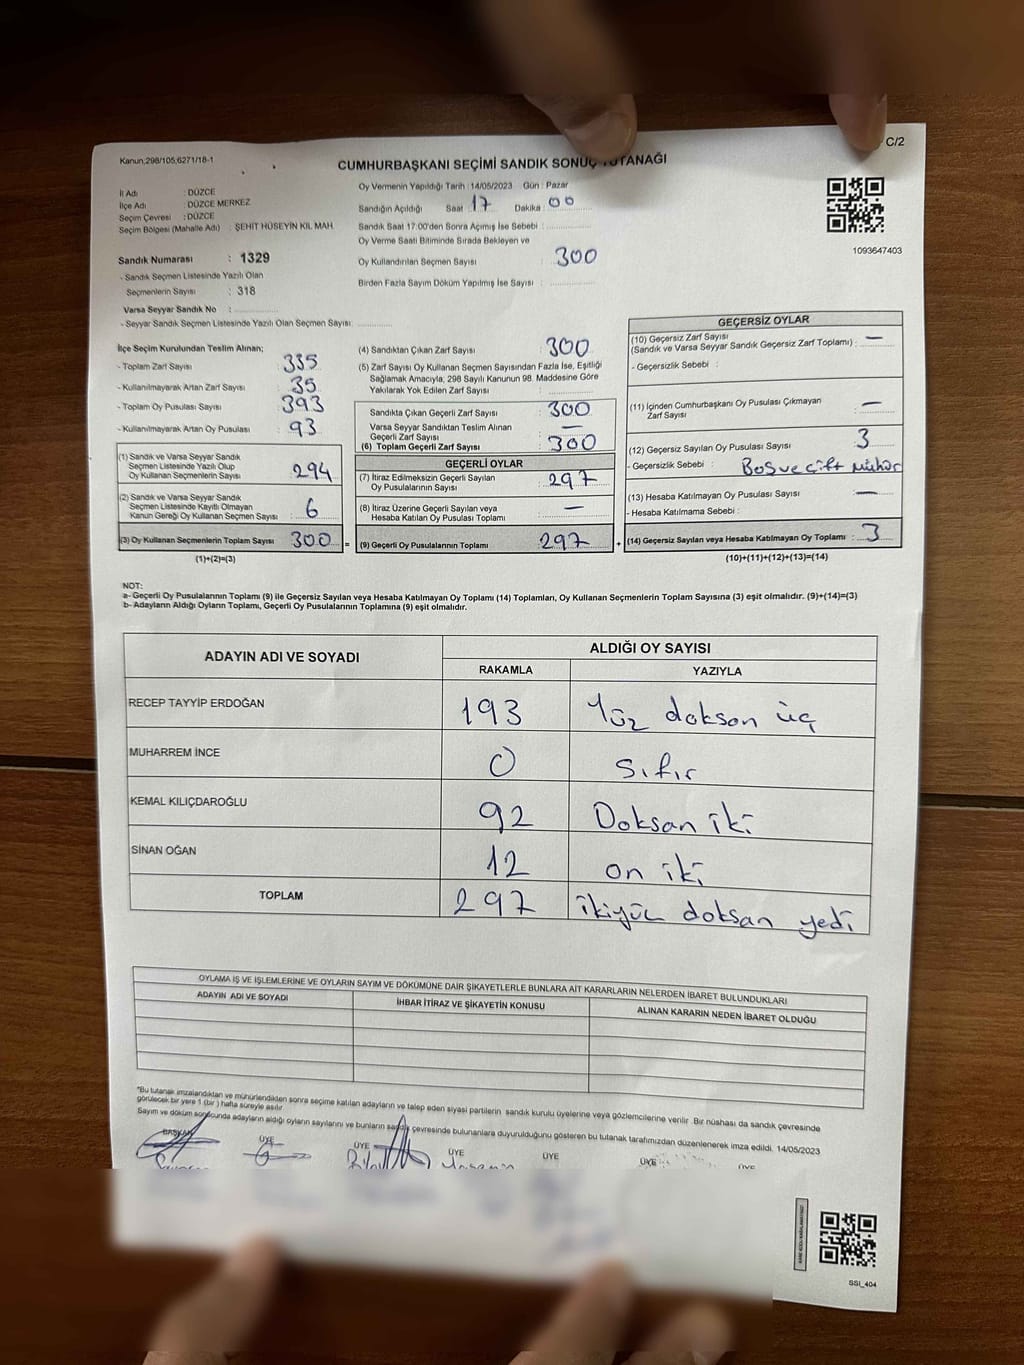 Kanun,298/105,6271/18-1
C/2
CUMHURBAŞKANI SEÇİMİ SANDIK SONUÇ TUTANAĞI
İl Adı : DÜZCE
İlçe Adı : DÜZCE MERKEZ
Seçim Çevresi : DÜZCE
Seçim Bölgesi (Mahalle Adı) : ŞEHİT HÜSEYİN KIL MAH.
Sandık Numarası : 1329
- Sandık Seçmen Listesinde Yazılı Olan
Seçmenlerin Sayısı : 318
Varsa Seyyar Sandık No :
- Seyyar Sandık Seçmen Listesinde Yazılı Olan Seçmen Sayısı:
Oy Vermenin Yapıldığı Tarih : 14/05/2023 Gün : Pazar
Sandığın Açıldığı Saat : 17 Dakika : 00
Sandık Saat 17:00'den Sonra Açımış İse Sebebi :
Oy Verme Saati Bitiminde Sırada Bekleyen ve
Oy Kullandırılan Seçmen Sayısı : 300
Birden Fazla Sayım Döküm Yapılmış İse Sayısı :
1093647403
İlçe Seçim Kurulundan Teslim Alınan;
- Toplam Zarf Sayısı : 335
- Kullanılmayarak Artan Zarf Sayısı : 35
- Toplam Oy Pusulası Sayısı : 393
- Kullanılmayarak Artan Oy Pusulası : 93
(1) Sandık ve Varsa Seyyar Sandık
Seçmen Listesinde Yazılı Olup
Oy Kullanan Seçmenlerin Sayısı : 294
(2) Sandık ve Varsa Seyyar Sandık
Seçmen Listesinde Kayıtlı Olmayan
Kanun Gereği Oy Kullanan Seçmen Sayısı : 6
(3) Oy Kullanan Seçmenlerin Toplam Sayısı : 300
(1)+(2)=(3)
=
(4) Sandıktan Çıkan Zarf Sayısı : 300
(5) Zarf Sayısı Oy Kullanan Seçmen Sayısından Fazla İse, Eşitliği
Sağlamak Amacıyla, 298 Sayılı Kanunun 98. Maddesine Göre
Yakılarak Yok Edilen Zarf Sayısı :
Sandıkta Çıkan Geçerli Zarf Sayısı : 300
Varsa Seyyar Sandıktan Teslim Alınan
Geçerli Zarf Sayısı : —
(6) Toplam Geçerli Zarf Sayısı : 300
GEÇERLİ OYLAR
(7) İtiraz Edilmeksizin Geçerli Sayılan
Oy Pusulalarının Sayısı : 297
(8) İtiraz Üzerine Geçerli Sayılan veya
Hesaba Katılan Oy Pusulası Toplamı : —
(9) Geçerli Oy Pusulalarının Toplamı : 297
+
GEÇERSİZ OYLAR
(10) Geçersiz Zarf Sayısı
(Sandık ve Varsa Seyyar Sandık Geçersiz Zarf Toplamı) : —
- Geçersizlik Sebebi :
(11) İçinden Cumhurbaşkanı Oy Pusulası Çıkmayan
Zarf Sayısı : —
(12) Geçersiz Sayılan Oy Pusulası Sayısı : 3
- Geçersizlik Sebebi : Boş ve çift mühür
(13) Hesaba Katılmayan Oy Pusulası Sayısı : —
- Hesaba Katılmama Sebebi :
(14) Geçersiz Sayılan veya Hesaba Katılmayan Oy Toplamı : 3
(10)+(11)+(12)+(13)=(14)
NOT:
a- Geçerli Oy Pusulalarının Toplamı (9) ile Geçersiz Sayılan veya Hesaba Katılmayan Oy Toplamı (14) Toplamları, Oy Kullanan Seçmenlerin Toplam Sayısına (3) eşit olmalıdır. (9)+(14)=(3)
b- Adayların Aldığı Oyların Toplamı, Geçerli Oy Pusulalarının Toplamına (9) eşit olmalıdır.
ADAYIN ADI VE SOYADI ALDIĞI OY SAYISI
RAKAMLA YAZIYLA
RECEP TAYYİP ERDOĞAN 193 Yüz doksan üç
MUHARREM İNCE 0 Sıfır
KEMAL KILIÇDAROĞLU 92 Doksan iki
SİNAN OĞAN 12 on iki
TOPLAM 297 ikiyüz doksan yedi
OYLAMA İŞ VE İŞLEMLERİNE VE OYLARIN SAYIM VE DÖKÜMÜNE DAİR ŞİKAYETLERLE BUNLARA AİT KARARLARIN NELERDEN İBARET BULUNDUKLARI
ADAYIN ADI VE SOYADI İHBAR İTİRAZ VE ŞİKAYETİN KONUSU ALINAN KARARIN NEDEN İBARET OLDUĞU
*Bu tutanak imzalandıktan ve mühürlendikten sonra seçime katılan adayların ve talep eden siyasi partilerin sandık kurulu üyelerine veya gözlemcilerine verilir. Bir nüshası da sandık çevresinde
görülecek bir yere 1 (bir) hafta süreyle asılır.
Sayım ve döküm sonucunda adayların aldığı oyların sayılarını ve bunların sandık çevresinde bulunanlara duyurulduğunu gösteren bu tutanak tarafımızdan düzenlenerek imza edildi. 14/05/2023
BAŞKAN ÜYE ÜYE ÜYE ÜYE ÜYE ÜYE
SSI_404